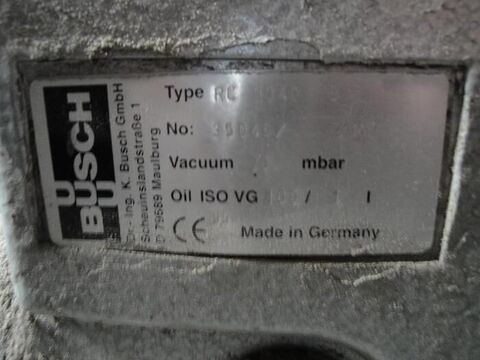 BUSCH
Dr.- Ing. K. Busch GmbH
Scheuinslandstraße 1
D 79689 Maulburg
Type
No:
Vacuum mbar
Oil ISO VG / l
CE Made in Germany